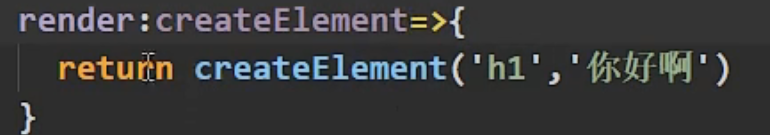 render:createElement=>{
return createElement('h1','你好啊')
}